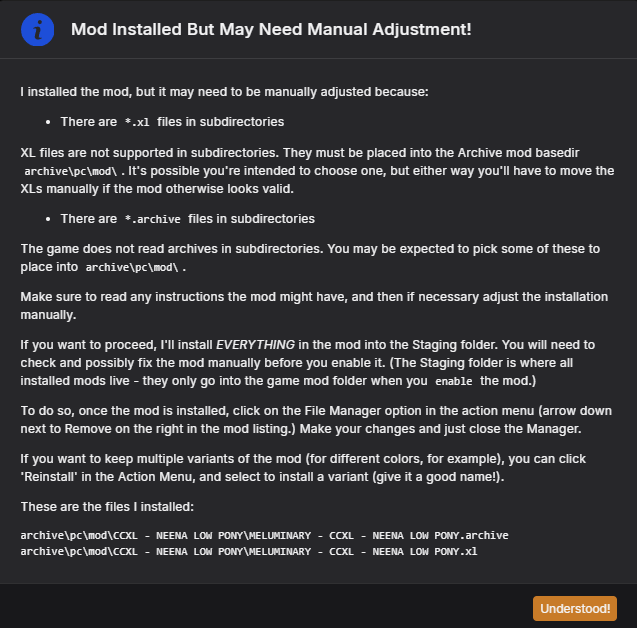 Mod Installed But May Need Manual Adjustment!
I installed the mod, but it may need to be manually adjusted because:
• There are *.xl files in subdirectories
XL files are not supported in subdirectories. They must be placed into the Archive mod basedir
archive\pc\mod\ . It's possible you're intended to choose one, but either way you'll have to move the
XLs manually if the mod otherwise looks valid.
• There are *.archive files in subdirectories
The game does not read archives in subdirectories. You may be expected to pick some of these to
place into archive\pc\mod\ .
Make sure to read any instructions the mod might have, and then if necessary adjust the installation
manually.
If you want to proceed, I'll install EVERYTHING in the mod into the Staging folder. You will need to
check and possibly fix the mod manually before you enable it. (The Staging folder is where all
installed mods live - they only go into the game mod folder when you enable the mod.)
To do so, once the mod is installed, click on the File Manager option in the action menu (arrow down
next to Remove on the right in the mod listing.) Make your changes and just close the Manager.
If you want to keep multiple variants of the mod (for different colors, for example), you can click
'Reinstall' in the Action Menu, and select to install a variant (give it a good name!).
These are the files I installed:
archive\pc\mod\CCXL - NEENA LOW PONY\MELUMINARY - CCXL - NEENA LOW PONY.archive
archive\pc\mod\CCXL - NEENA LOW PONY\MELUMINARY - CCXL - NEENA LOW PONY.xl
Understood!